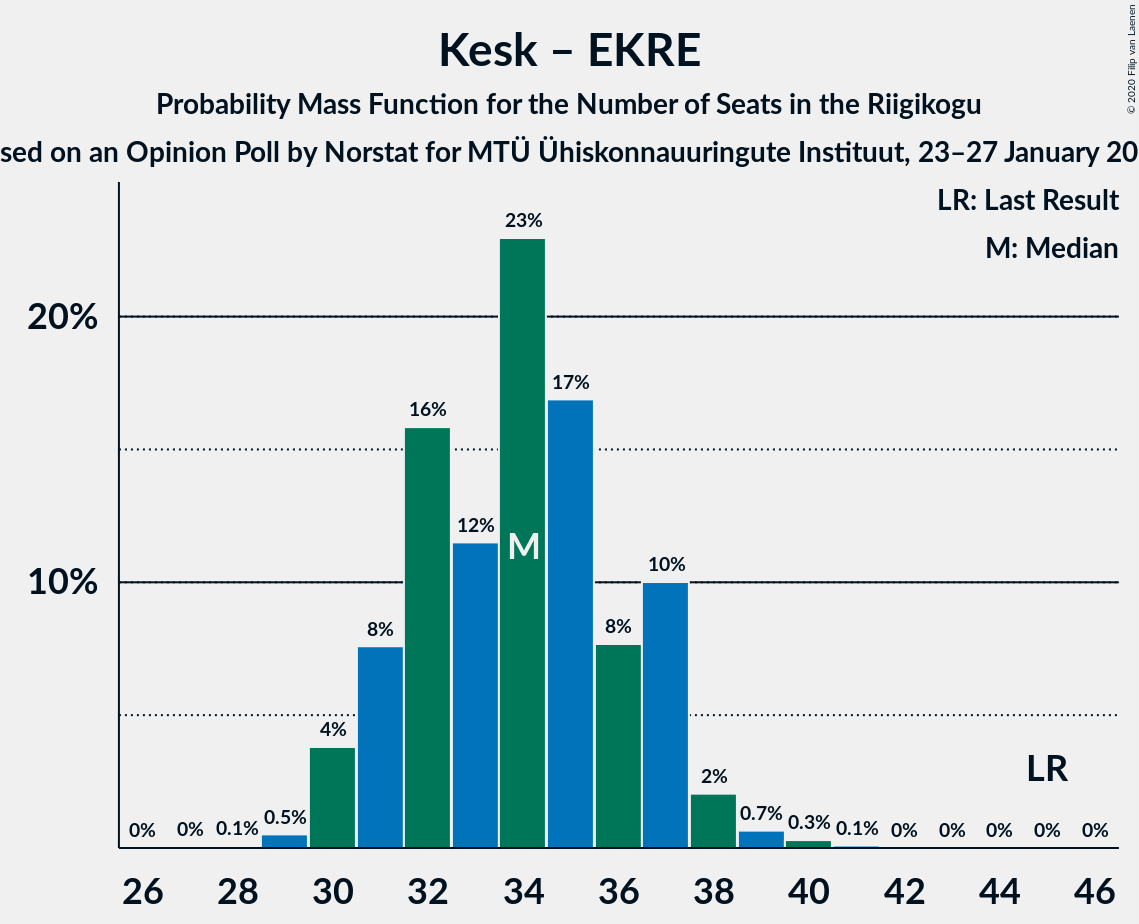 Kesk – EKRE
Probability Mass Function for the Number of Seats in the Riigikogu
sed on an Opinion Poll by Norstat for MTÜ Ühiskonnauuringute Instituut, 23–27 January 20
© 2020 Filip van Laenen
LR: Last Result
M: Median
20%
10%
0% 0% 0.1% 0.5% 4% 8% 16% 12% 23% 17% 8% 10% 2% 0.7% 0.3% 0.1% 0% 0% 0% 0% 0%
M
LR
26 28 30 32 34 36 38 40 42 44 46